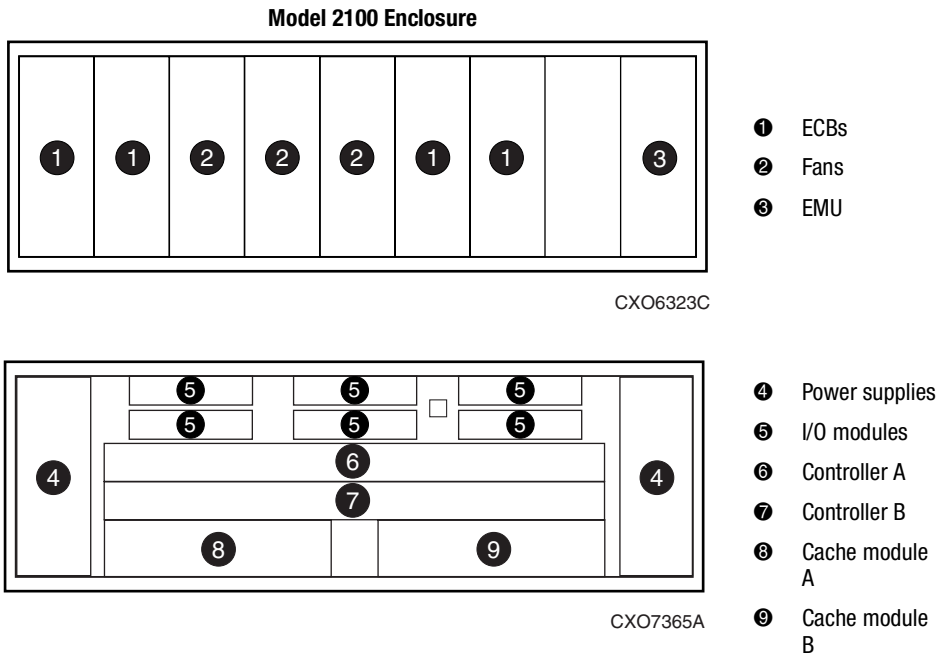 Model 2100 Enclosure
1 1 2 2 2 1 1 3
❶ ECBs
❷ Fans
❸ EMU
CXO6323C
5 5 5
5 5 5
4 6 4
7
8 9
❹ Power supplies
❺ I/O modules
❻ Controller A
❼ Controller B
❽ Cache module
A
❾ Cache module
B
CXO7365A